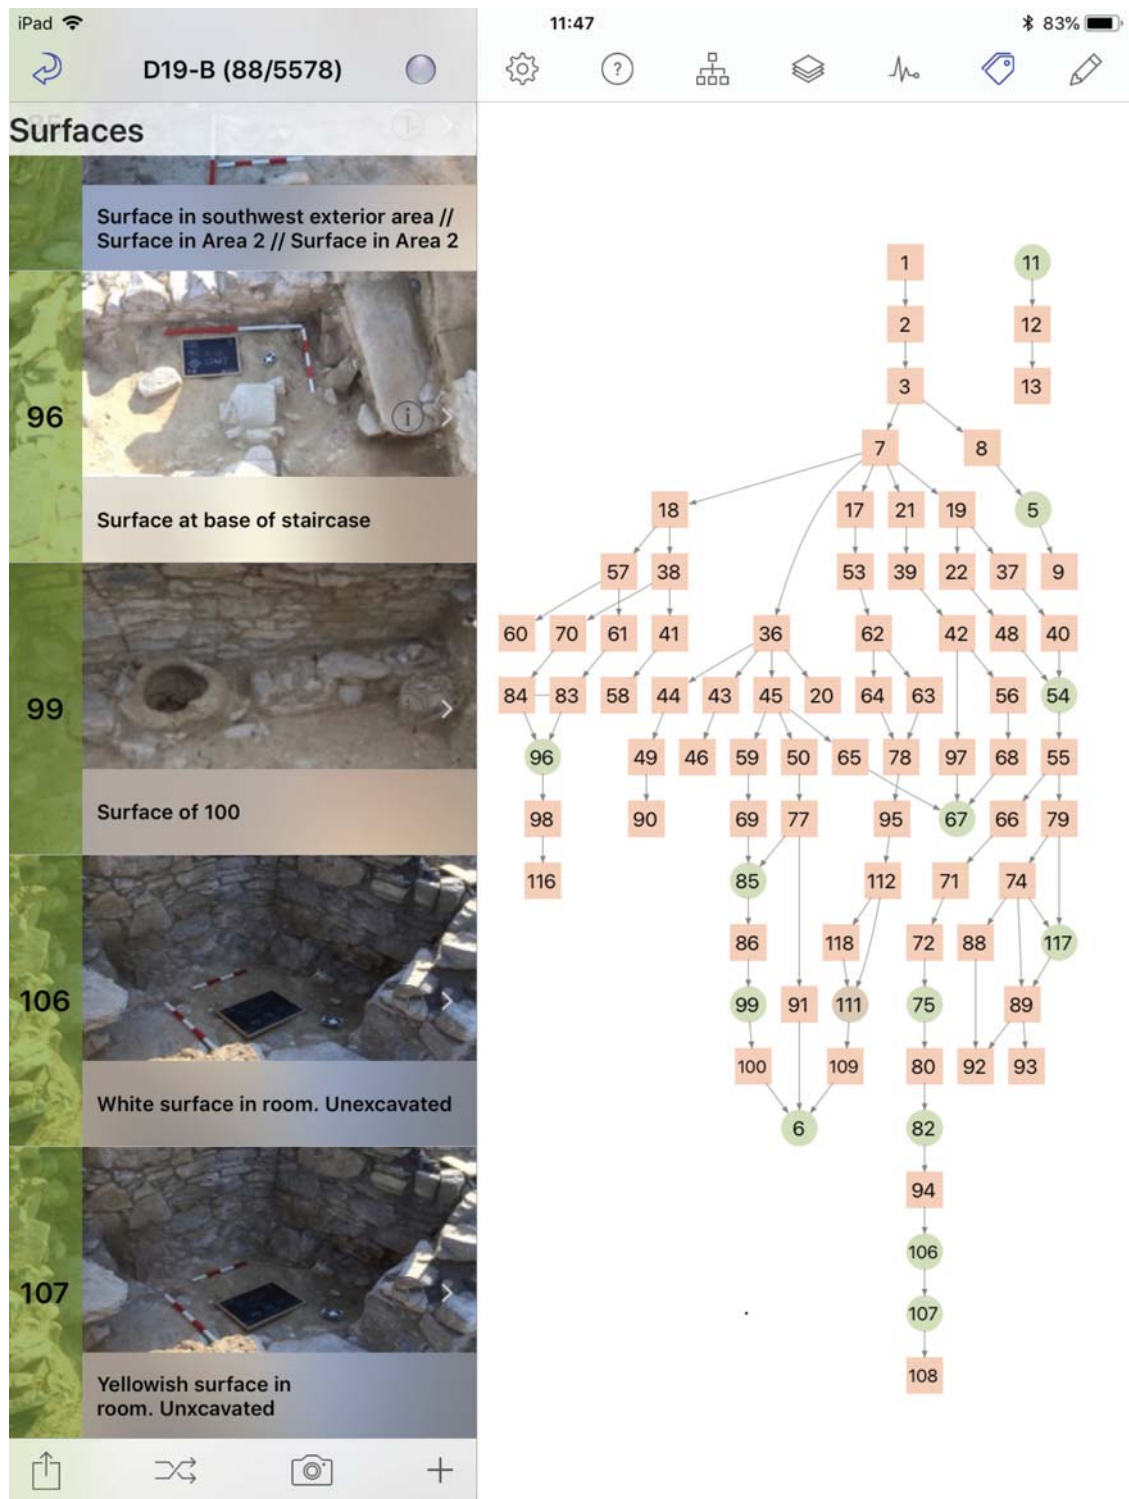 iPad 11:47 83%
D19-B (88/5578)
?
Surfaces
Surface in southwest exterior area //
Surface in Area 2 // Surface in Area 2
96
i
Surface at base of staircase
99
Surface of 100
106
White surface in room. Unexcavated
107
Yellowish surface in
room. Unxcavated
1 11
2 12
3 13
7 8
18 17 21 19 5
57 38 53 39 22 37 9
60 70 61 41 36 62 42 48 40
84 83 58 44 43 45 20 64 63 56 54
96 49 46 59 50 65 78 97 68 55
98 90 69 77 95 67 66 79
116 85 112 71 74
86 118 72 88 117
99 91 111 75 89
100 109 80 92 93
6 82
94
106
107
108